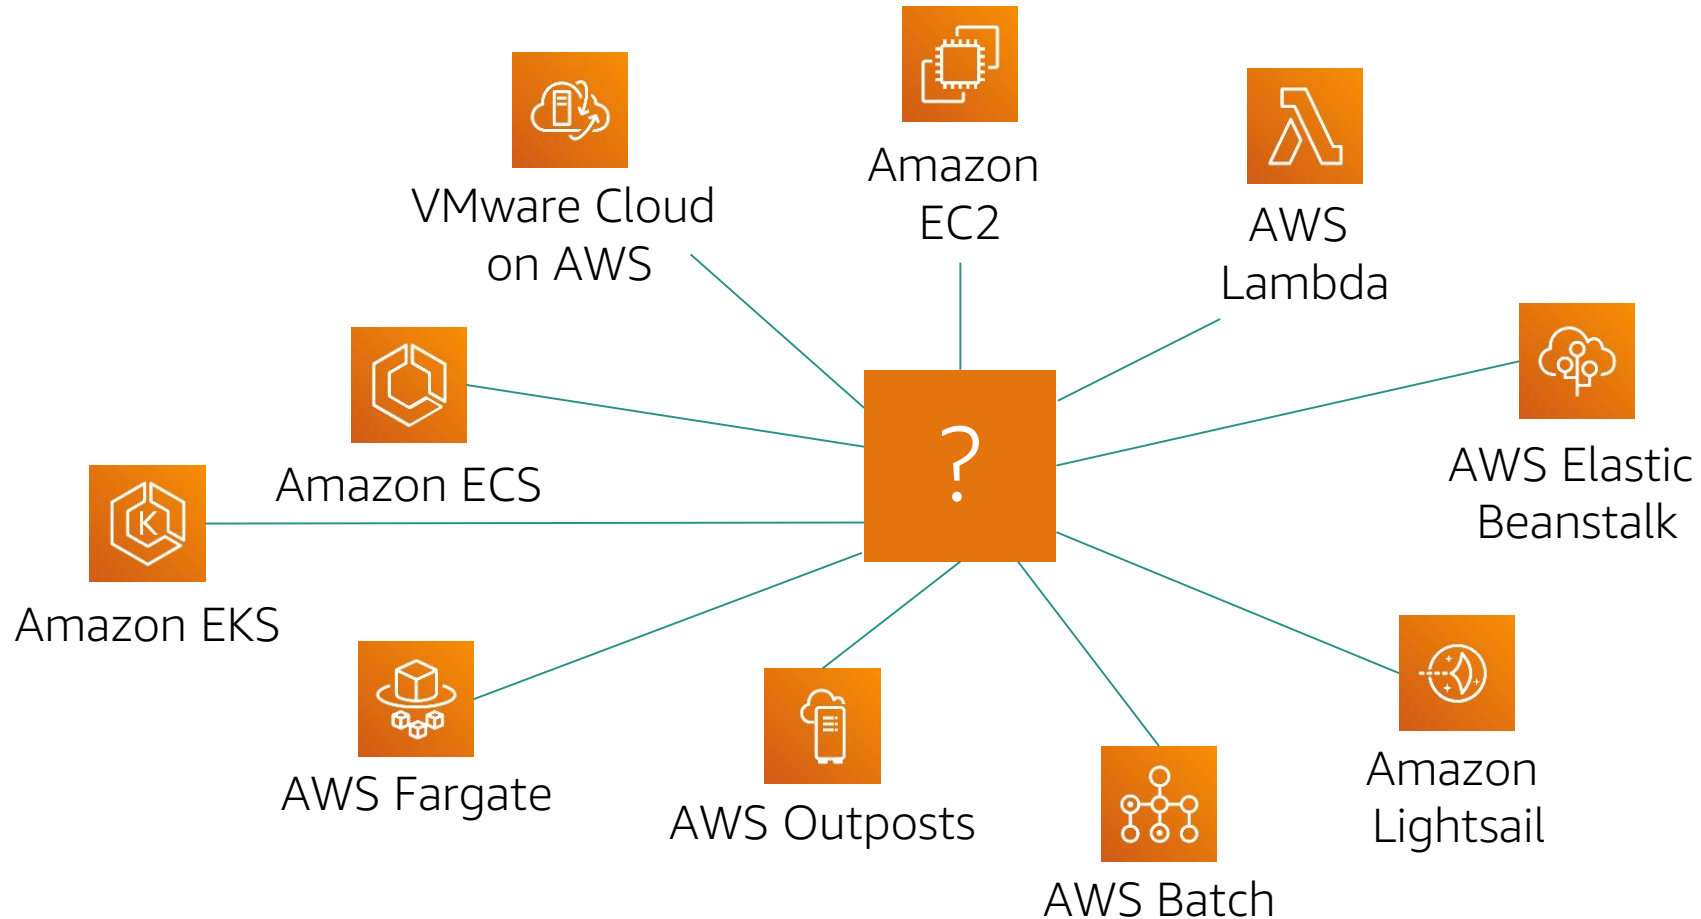 Amazon
EC2
VMware Cloud
on AWS
AWS
Lambda
Amazon ECS
?
AWS Elastic
Beanstalk
K
Amazon EKS
AWS Fargate
AWS Outposts
Amazon
Lightsail
AWS Batch